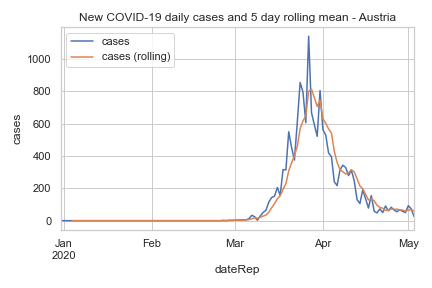 New COVID-19 daily cases and 5 day rolling mean - Austria
cases
cases (rolling)
1000
800
600
400
200
0
cases
Jan
2020
Feb
Mar
Apr
May
dateRep